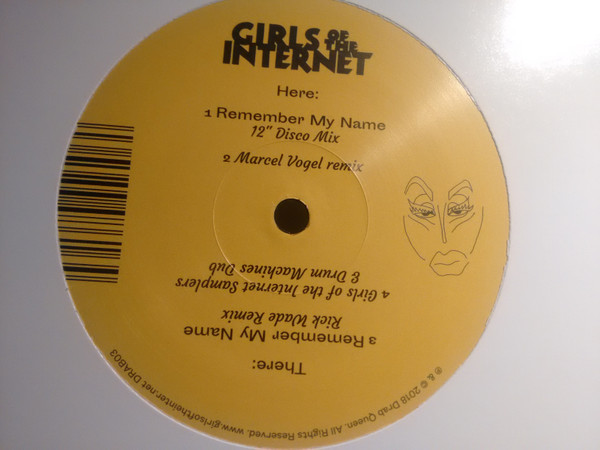 GIRLS OF THE
INTERNET
Here:
1 Remember My Name
12" Disco Mix
2 Marcel Vogel remix
There:
3 Remember My Name
Rick Wade Remix
4 Girls of the Internet Samplers
& Drum Machines Dub
℗ & © 2018 Drab Queen. All Rights Reserved. www.girlsoftheinter.net DRAB03